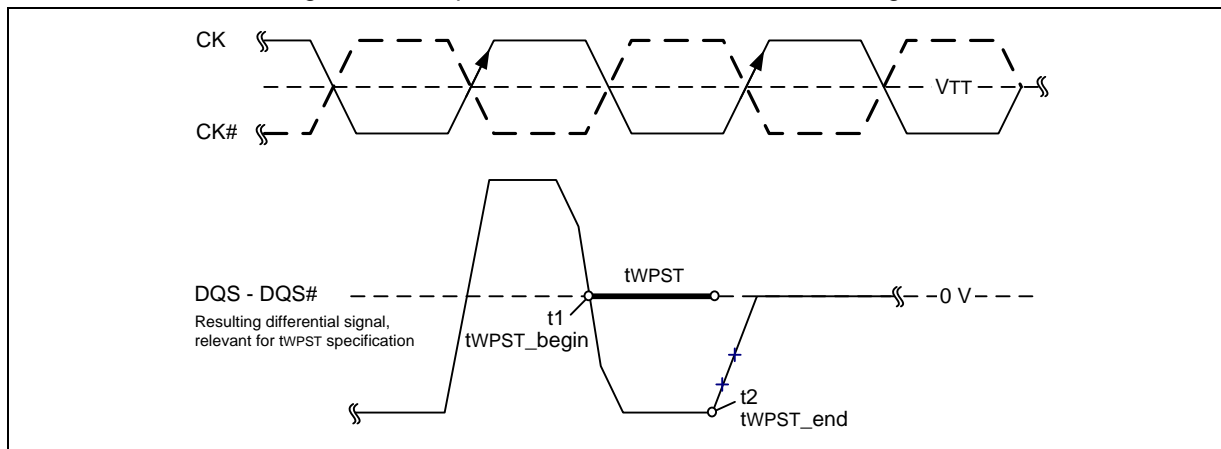 CK
VTT
CK#
tWPST
DQS - DQS#
0 V
Resulting differential signal,
relevant for tWPST specification
t1
tWPST_begin
t2
tWPST_end